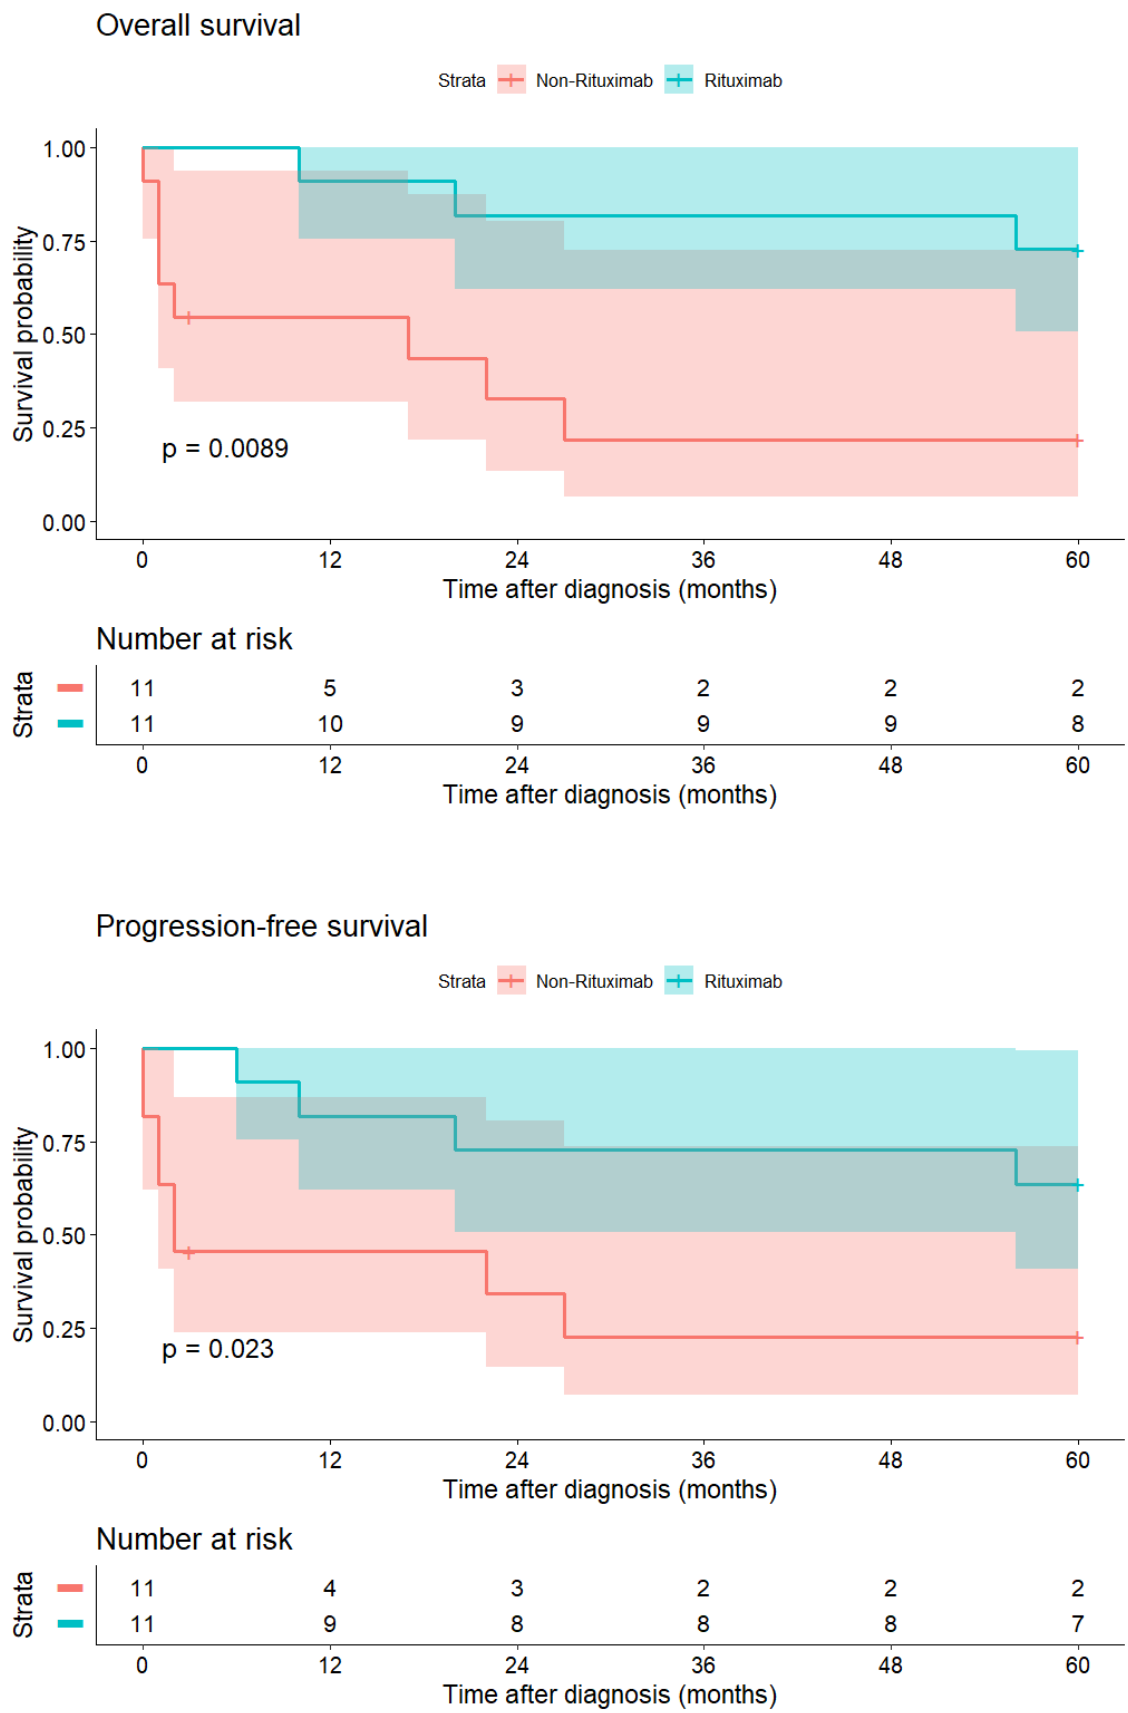 Overall survival
Strata Non-Rituximab Rituximab
1.00
0.75
0.50
0.25
0.00
Survival probability
p = 0.0089
0 12 24 36 48 60
Time after diagnosis (months)
Number at risk
Strata
11 5 3 2 2 2
11 10 9 9 9 8
0 12 24 36 48 60
Time after diagnosis (months)
Progression-free survival
Strata Non-Rituximab Rituximab
1.00
0.75
0.50
0.25
0.00
Survival probability
p = 0.023
0 12 24 36 48 60
Time after diagnosis (months)
Number at risk
Strata
11 4 3 2 2 2
11 9 8 8 8 7
0 12 24 36 48 60
Time after diagnosis (months)